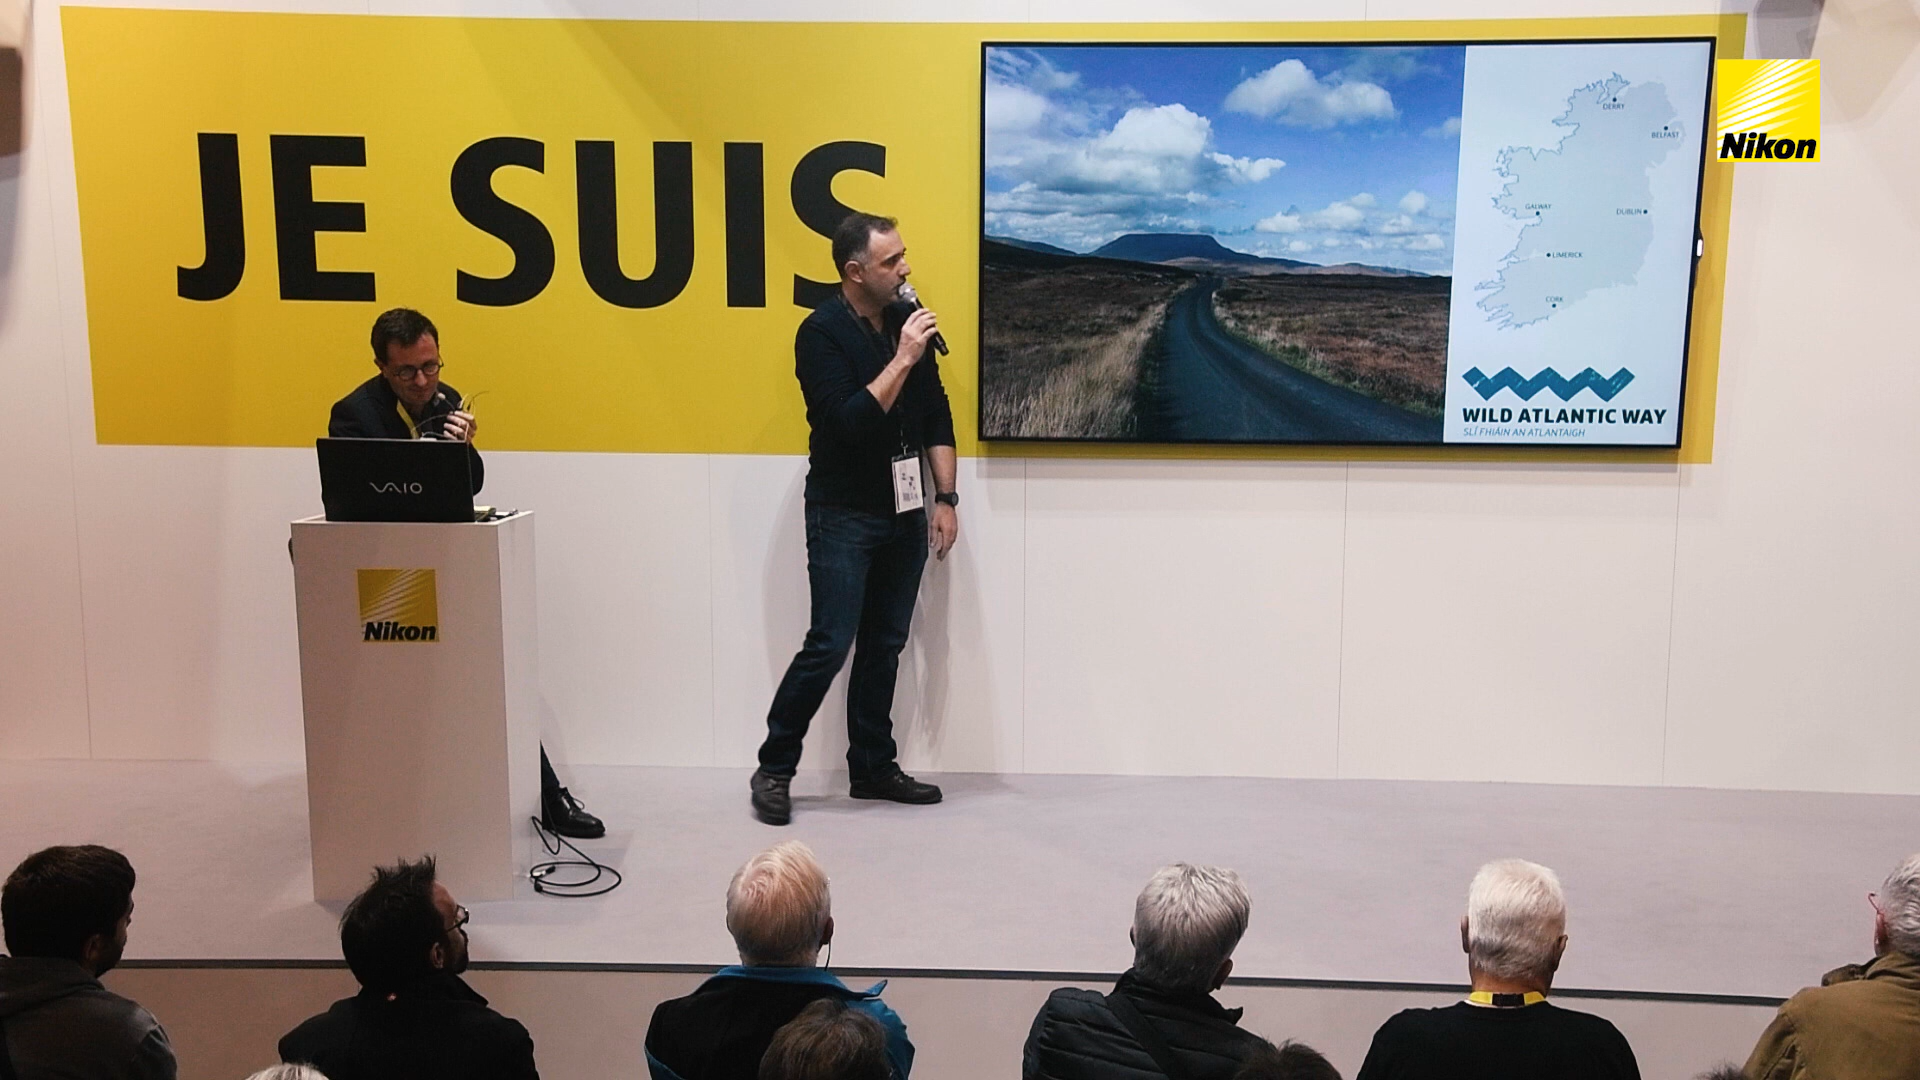 JE SUIS
DERRY
BELFAST
GALWAY
DUBLIN
LIMERICK
CORK
WILD ATLANTIC WAY
SLÍ FHIÁIN AN ATLANTAIGH
Nikon
VAIO
Nikon